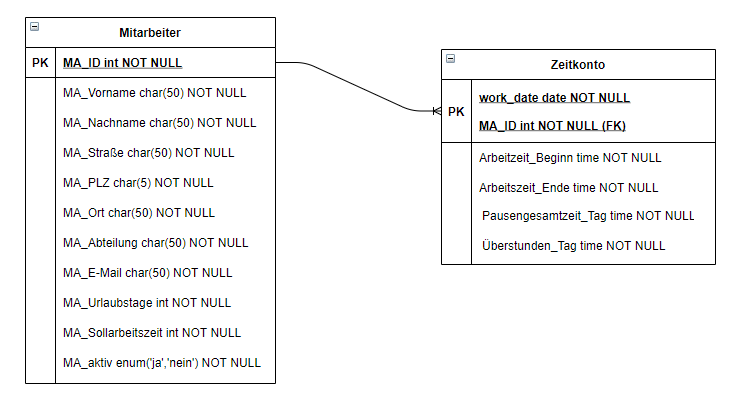 Mitarbeiter
PK MA_ID int NOT NULL
MA_Vorname char(50) NOT NULL
MA_Nachname char(50) NOT NULL
MA_Straße char(50) NOT NULL
MA_PLZ char(5) NOT NULL
MA_Ort char(50) NOT NULL
MA_Abteilung char(50) NOT NULL
MA_E-Mail char(50) NOT NULL
MA_Urlaubstage int NOT NULL
MA_Sollarbeitszeit int NOT NULL
MA_aktiv enum('ja','nein') NOT NULL
Zeitkonto
PK
work_date date NOT NULL
MA_ID int NOT NULL (FK)
Arbeitzeit_Beginn time NOT NULL
Arbeitszeit_Ende time NOT NULL
Pausengesamtzeit_Tag time NOT NULL
Überstunden_Tag time NOT NULL